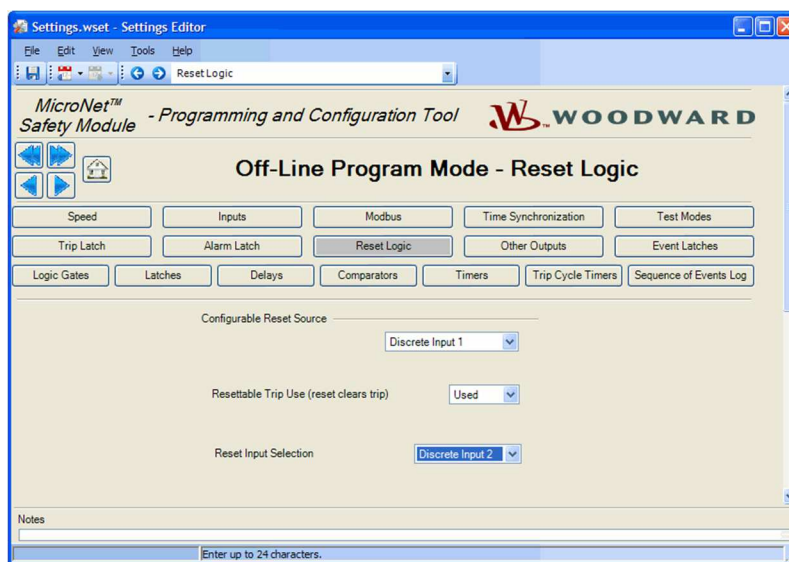 Settings.wset - Settings Editor
File Edit View Tools Help
Reset Logic
MicroNet™ Safety Module - Programming and Configuration Tool WOODWARD
Off-Line Program Mode - Reset Logic
Speed Inputs Modbus Time Synchronization Test Modes
Trip Latch Alarm Latch Reset Logic Other Outputs Event Latches
Logic Gates Latches Delays Comparators Timers Trip Cycle Timers Sequence of Events Log
Configurable Reset Source
Discrete Input 1
Resettable Trip Use (reset clears trip) Used
Reset Input Selection Discrete Input 2
Notes
Enter up to 24 characters.